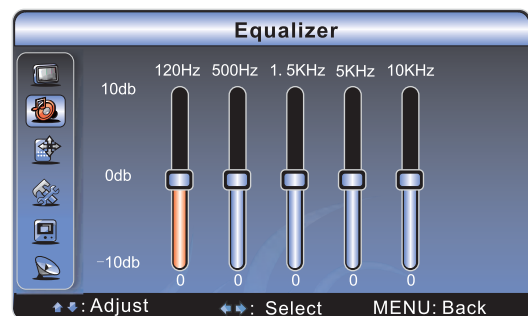 Equalizer
120Hz 500Hz 1. 5KHz 5KHz 10KHz
10db
0db
-10db
0 0 0 0 0
: Adjust : Select MENU: Back